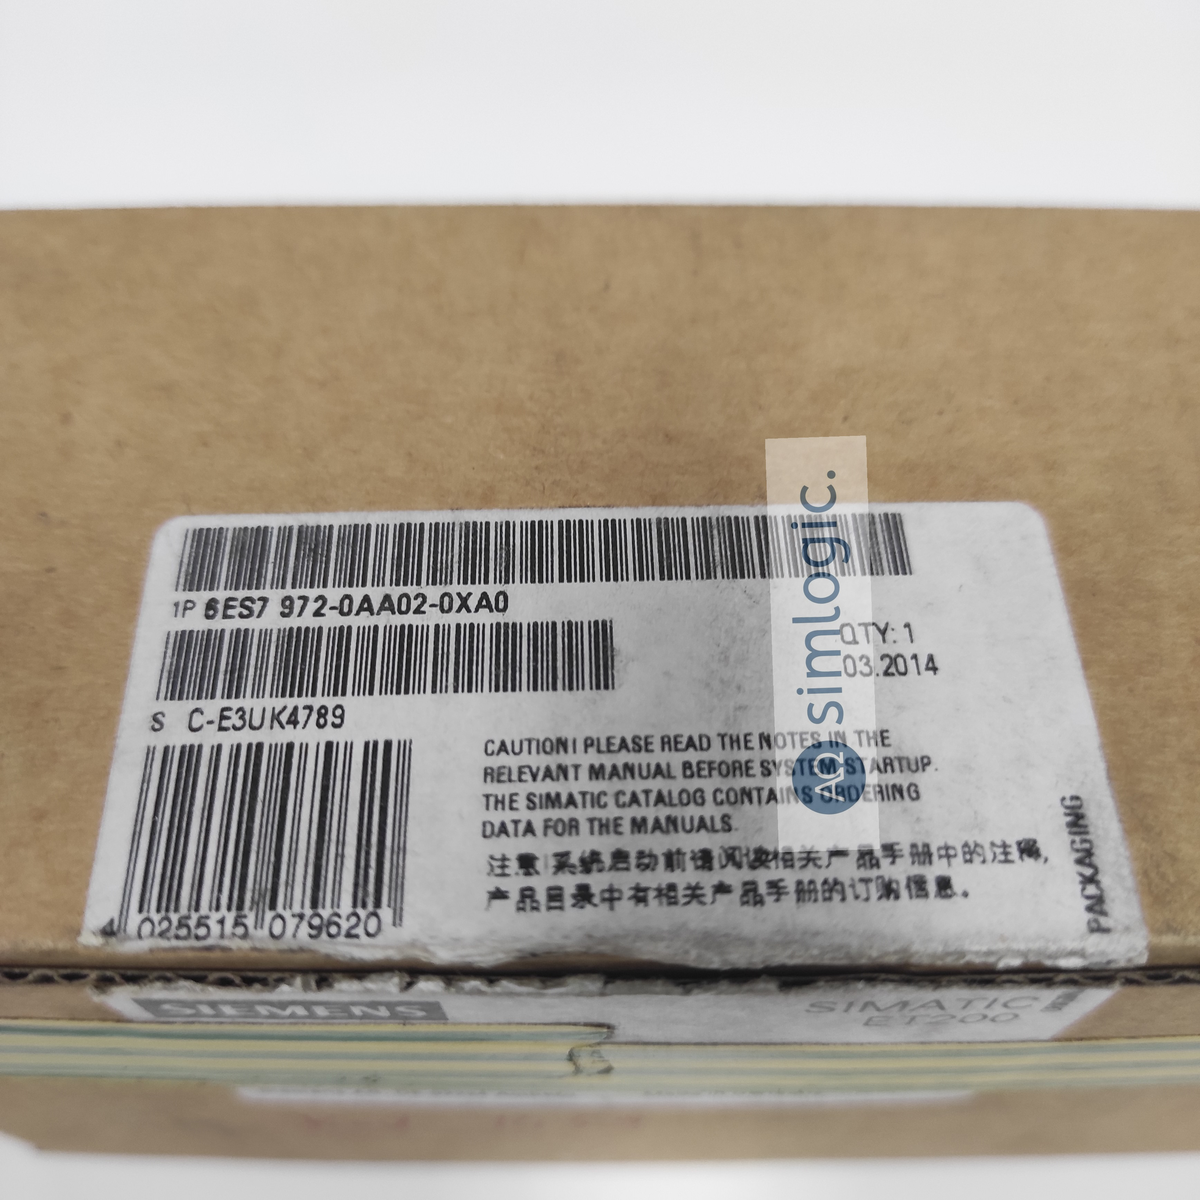 1P 6ES7 972-0AA02-0XA0
QTY: 1
03.2014
S C-E3UK4789
CAUTION! PLEASE READ THE NOTES IN THE
RELEVANT MANUAL BEFORE SYSTEM STARTUP.
THE SIMATIC CATALOG CONTAINS ORDERING
DATA FOR THE MANUALS.
注意!系统启动前请阅读相关产品手册中的注释,
产品目录中有相关产品手册的订购信息。
4 025515 079620
PACKAGING
simlogic.
ΑΩ
SIEMENS
SIMATIC
ET200